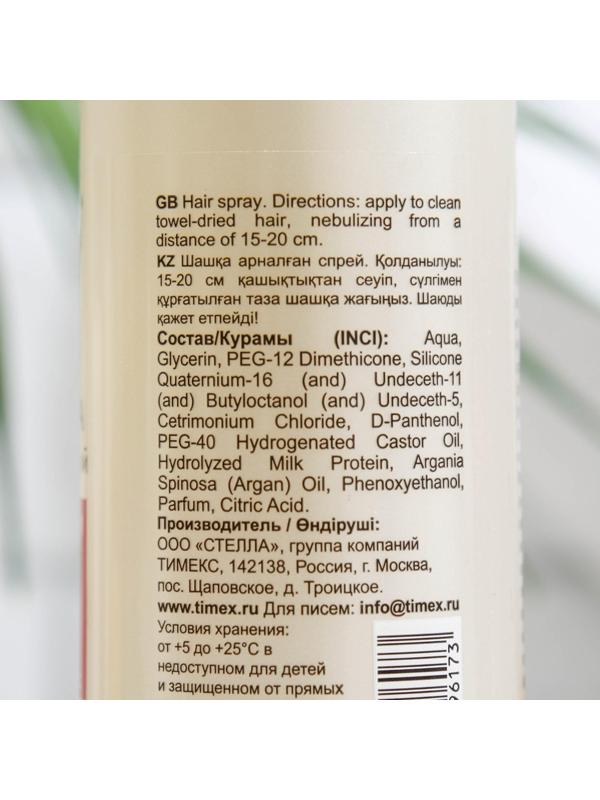 GB Hair spray. Directions: apply to clean
towel-dried hair, nebulizing from a
distance of 15-20 cm.
KZ Шашқа арналған спрей. Қолданылуы:
15-20 см қашықтықтан сеуіп, сүлгімен
құрғатылған таза шашқа жағыңыз. Шаюды
қажет етпейді!
Состав/Курамы (INCI): Aqua,
Glycerin, PEG-12 Dimethicone, Silicone
Quaternium-16 (and) Undeceth-11
(and) Butyloctanol (and) Undeceth-5,
Cetrimonium Chloride, D-Panthenol,
PEG-40 Hydrogenated Castor Oil,
Hydrolyzed Milk Protein, Argania
Spinosa (Argan) Oil, Phenoxyethanol,
Parfum, Citric Acid.
Производитель / Өндіруші:
ООО «СТЕЛЛА», группа компаний
ТИМЕКС, 142138, Россия, г. Москва,
пос. Щаповское, д. Троицкое.
www.timex.ru Для писем: info@timex.ru
Условия хранения:
от +5 до +25°С в
недоступном для детей
и защищенном от прямых
96173